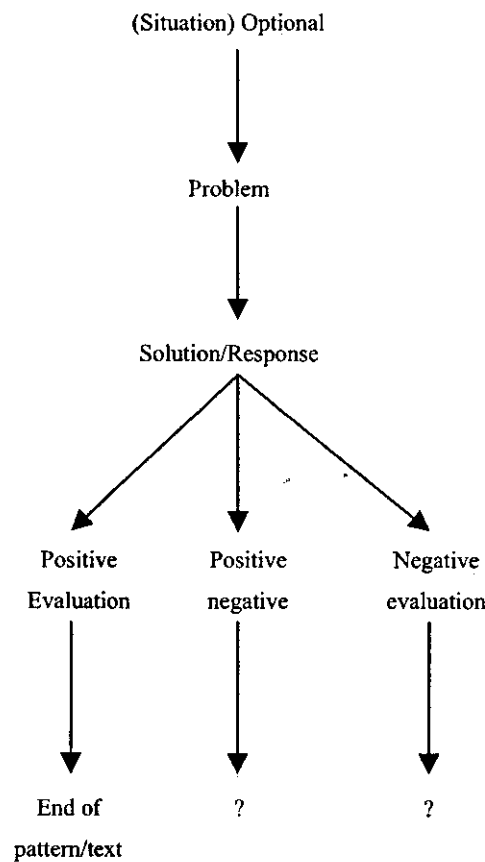 (Situation) Optional
Problem
Solution/Response
Positive Evaluation
Positive negative
Negative evaluation
End of pattern/text
?
?